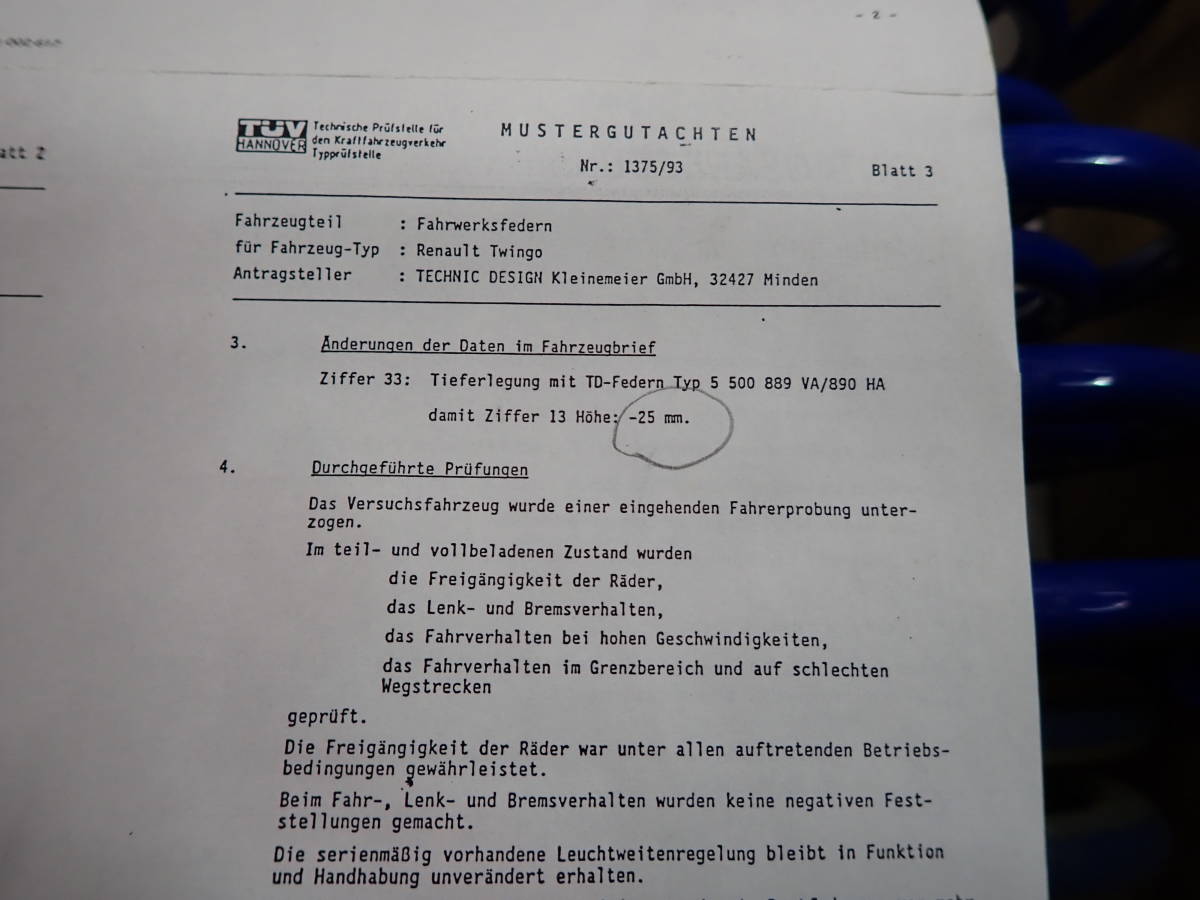 - 2 -
att 2
TÜV
HANNOVER
Technische Prüfstelle für
den Kraftfahrzeugverkehr
Typprüfstelle
MUSTERGUTACHTEN
Nr.: 1375/93
Blatt 3
Fahrzeugteil : Fahrwerksfedern
für Fahrzeug-Typ : Renault Twingo
Antragsteller : TECHNIC DESIGN Kleinemeier GmbH, 32427 Minden
3. Änderungen der Daten im Fahrzeugbrief
Ziffer 33: Tieferlegung mit TD-Federn Typ 5 500 889 VA/890 HA
damit Ziffer 13 Höhe: -25 mm.
4. Durchgeführte Prüfungen
Das Versuchsfahrzeug wurde einer eingehenden Fahrerprobung unter-
zogen.
Im teil- und vollbeladenen Zustand wurden
die Freigängigkeit der Räder,
das Lenk- und Bremsverhalten,
das Fahrverhalten bei hohen Geschwindigkeiten,
das Fahrverhalten im Grenzbereich und auf schlechten
Wegstrecken
geprüft.
Die Freigängigkeit der Räder war unter allen auftretenden Betriebs-
bedingungen gewährleistet.
Beim Fahr-, Lenk- und Bremsverhalten wurden keine negativen Fest-
stellungen gemacht.
Die serienmäßig vorhandene Leuchtweitenregelung bleibt in Funktion
und Handhabung unverändert erhalten.